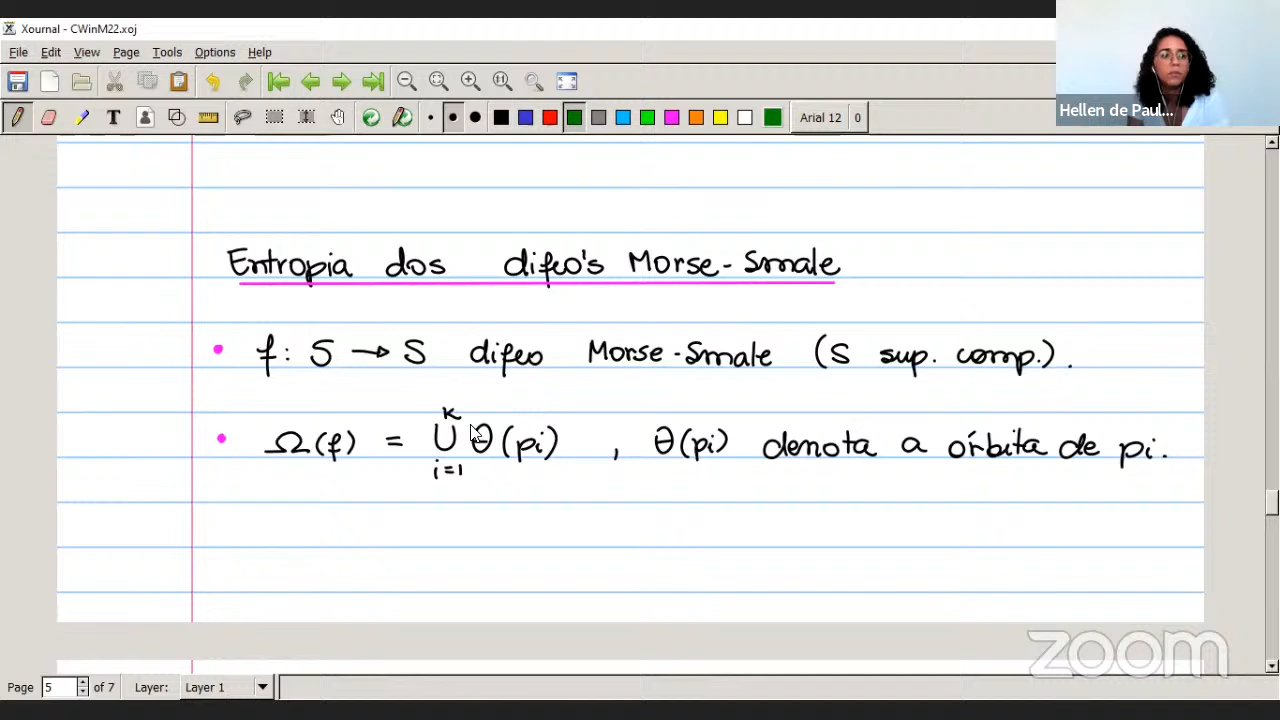 Xournal - CWinM22.xoj
File Edit View Page Tools Options Help
Arial 12 0
Hellen de Paul...
Entropia dos difeo's Morse-Smale
• f: S → S difeo Morse-Smale (S sup. comp.).
• Ω(f) = ⋃_{i=1}^{k} θ(pi) , θ(pi) denota a órbita de pi.
zoom
Page 5 of 7 Layer: Layer 1